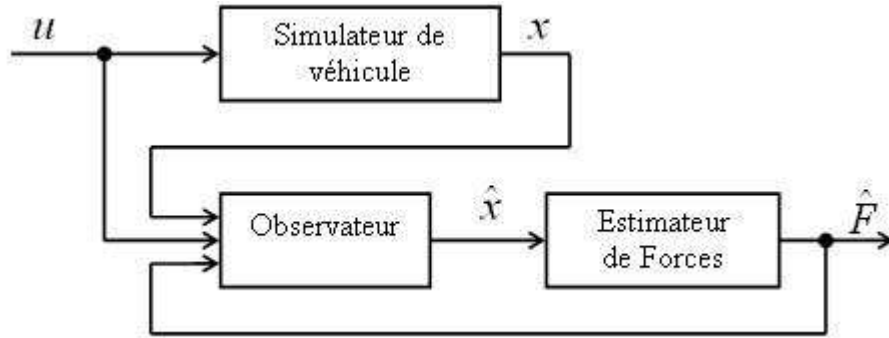 u
Simulateur de
véhicule
x
Observateur
x̂
Estimateur
de Forces
F̂